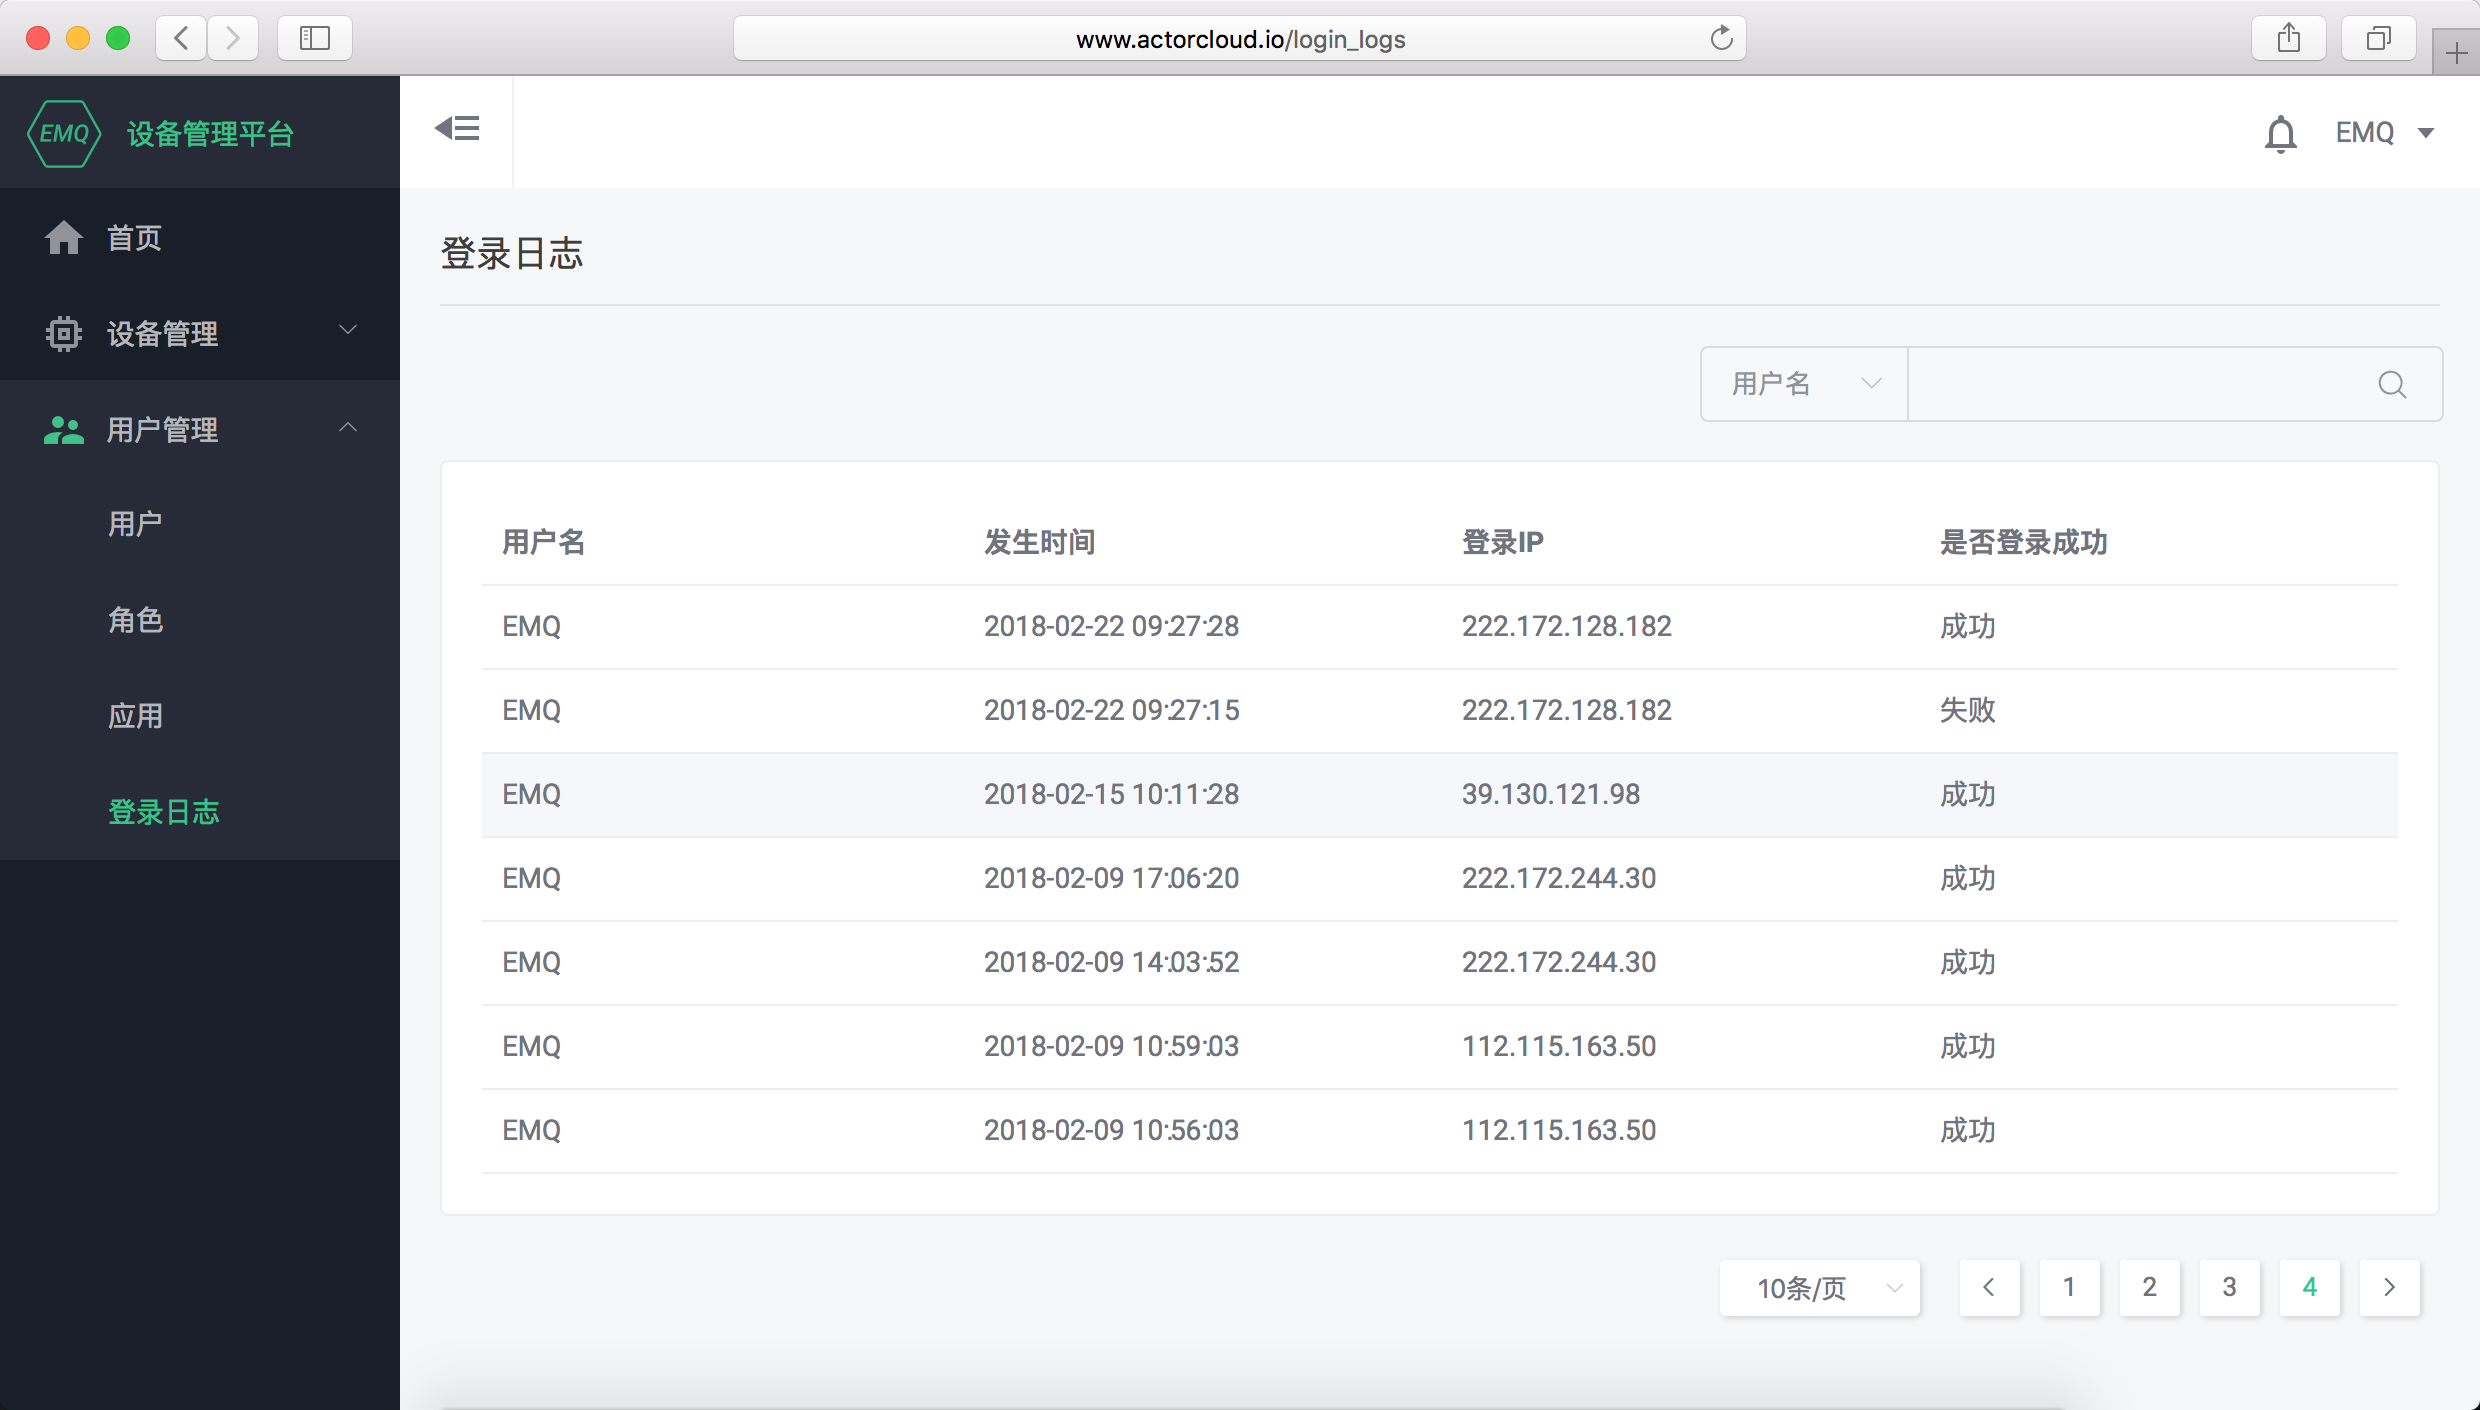 www.actorcloud.io/login_logs
EMQ 设备管理平台
EMQ
首页
设备管理
用户管理
用户
角色
应用
登录日志
登录日志
用户名
用户名 发生时间 登录IP 是否登录成功
EMQ 2018-02-22 09:27:28 222.172.128.182 成功
EMQ 2018-02-22 09:27:15 222.172.128.182 失败
EMQ 2018-02-15 10:11:28 39.130.121.98 成功
EMQ 2018-02-09 17:06:20 222.172.244.30 成功
EMQ 2018-02-09 14:03:52 222.172.244.30 成功
EMQ 2018-02-09 10:59:03 112.115.163.50 成功
EMQ 2018-02-09 10:56:03 112.115.163.50 成功
10条/页 1 2 3 4